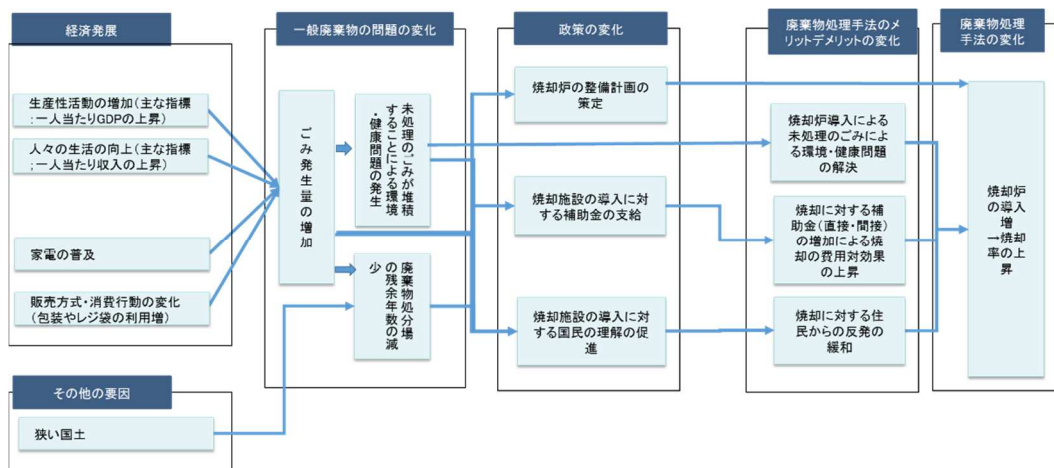 経済発展
生産性活動の増加(主な指標
:一人当たりGDPの上昇)
人々の生活の向上(主な指標
;一人当たり収入の上昇)
家電の普及
販売方式・消費行動の変化
(包装やレジ袋の利用増)
その他の要因
狭い国土
一般廃棄物の問題の変化
ごみ発生量の増加
未処理のごみが堆積
することによる環境
・健康問題の発生
廃棄物処分場
の残余年数の減
少
政策の変化
焼却炉の整備計画の
策定
焼却施設の導入に対
する補助金の支給
焼却施設の導入に対
する国民の理解の促
進
廃棄物処理手法のメ
リットデメリットの変化
焼却炉導入による
未処理のごみによ
る環境・健康問題
の解決
焼却に対する補
助金(直接・間接)
の増加による焼
却の費用対効果
の上昇
焼却に対する住
民からの反発の
緩和
廃棄物処理
手法の変化
焼却炉
の導入
増
→焼却
率の上
昇